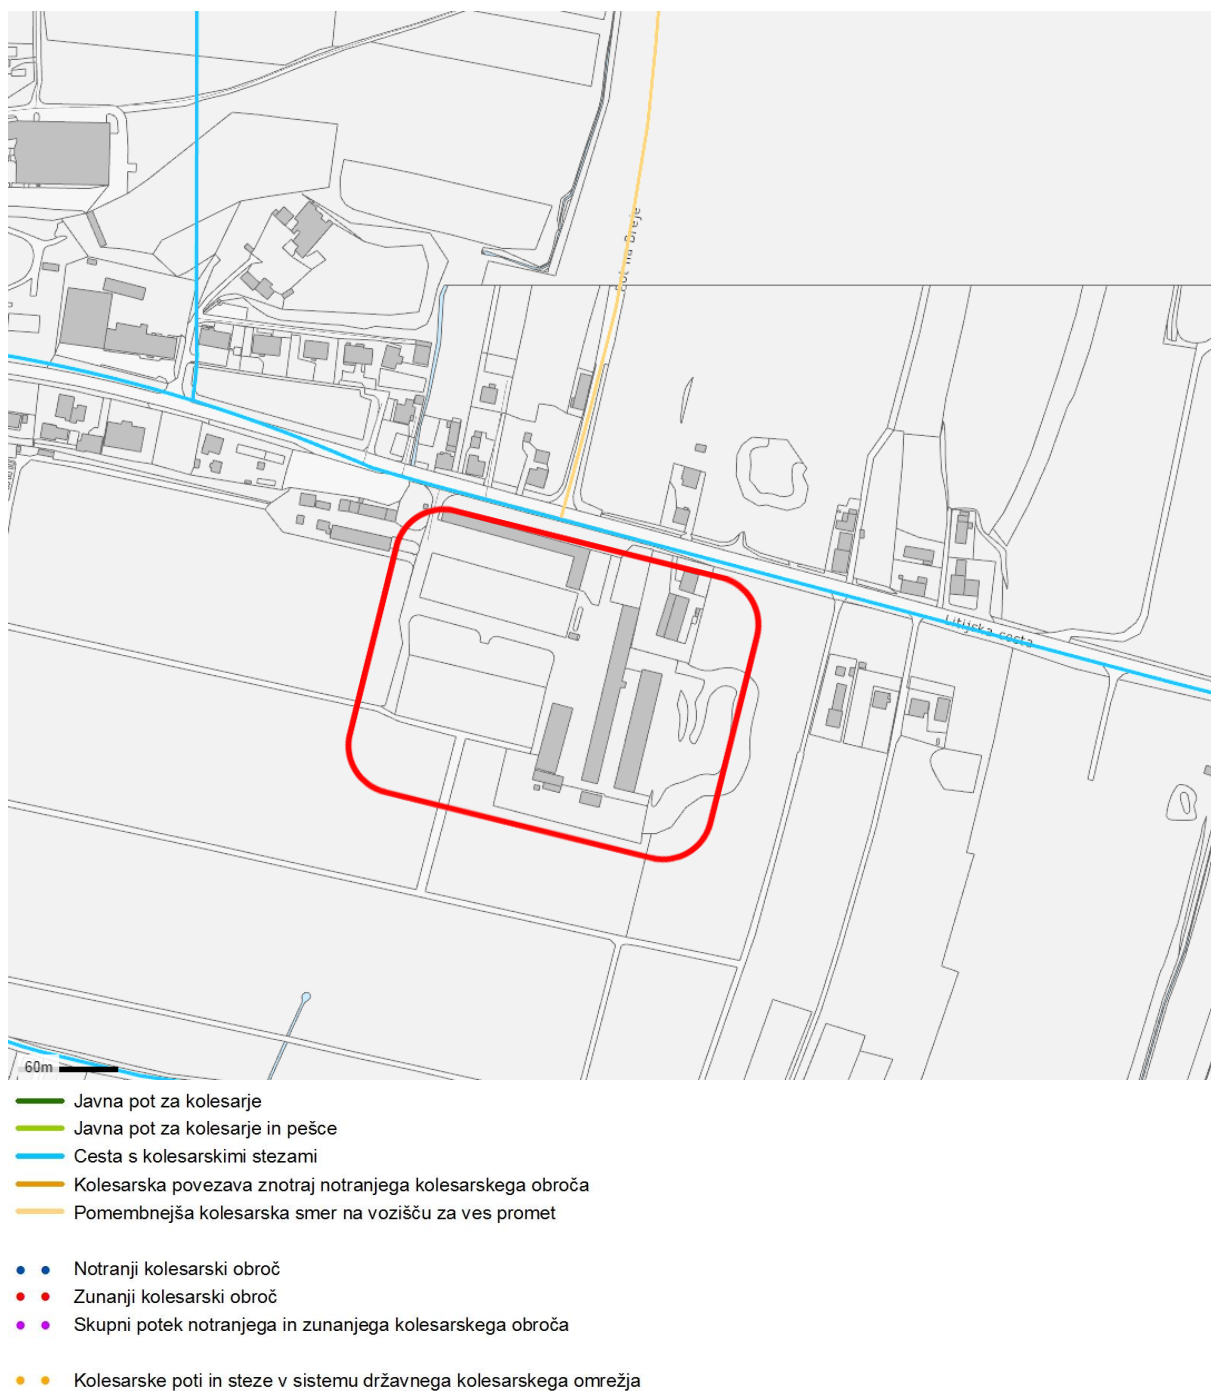 Pot na Breje
Litijska cesta
60m
Javna pot za kolesarje
Javna pot za kolesarje in pešce
Cesta s kolesarskimi stezami
Kolesarska povezava znotraj notranjega kolesarskega obroča
Pomembnejša kolesarska smer na vozišču za ves promet
Notranji kolesarski obroč
Zunanji kolesarski obroč
Skupni potek notranjega in zunanjega kolesarskega obroča
Kolesarske poti in steze v sistemu državnega kolesarskega omrežja